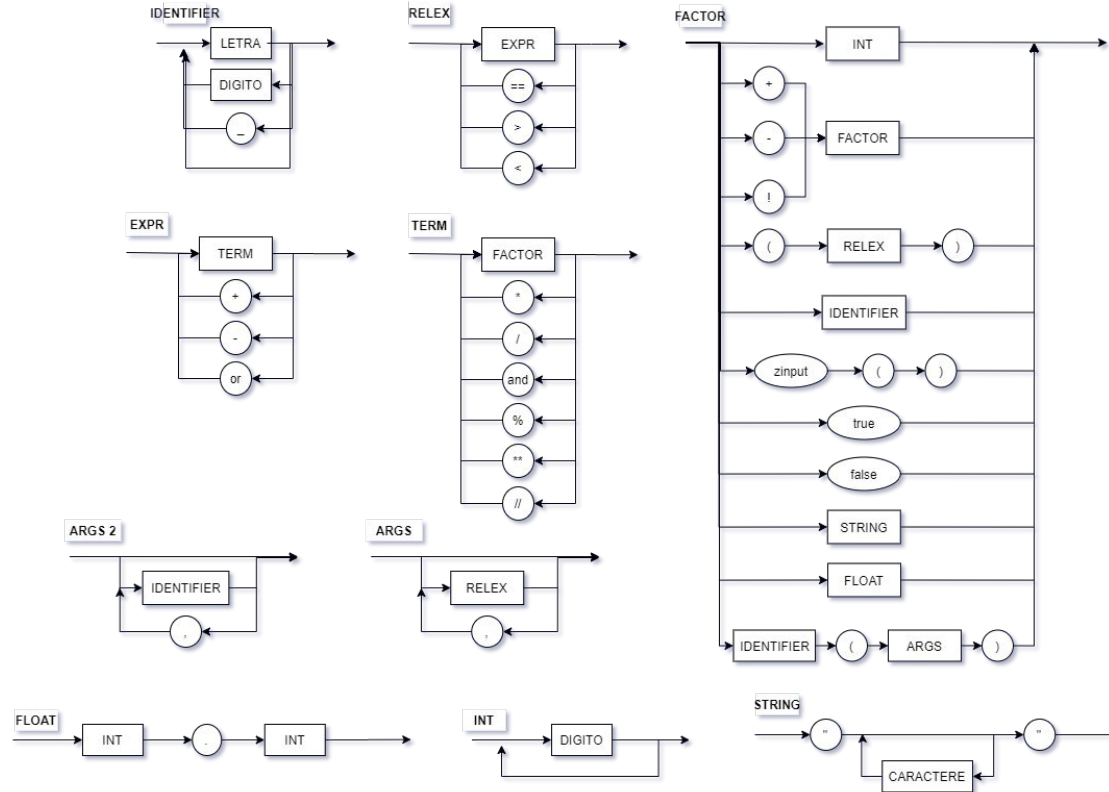 IDENTIFIER
LETRA
DIGITO
_
RELEX
EXPR
==
>
<
FACTOR
INT
+
-
FACTOR
!
(
RELEX
)
IDENTIFIER
zinput
(
)
true
false
STRING
FLOAT
IDENTIFIER
(
ARGS
)
EXPR
TERM
+
-
or
TERM
FACTOR
*
/
and
%
**
//
ARGS 2
IDENTIFIER
,
ARGS
RELEX
,
FLOAT
INT
.
INT
INT
DIGITO
STRING
"
CARACTERE
"